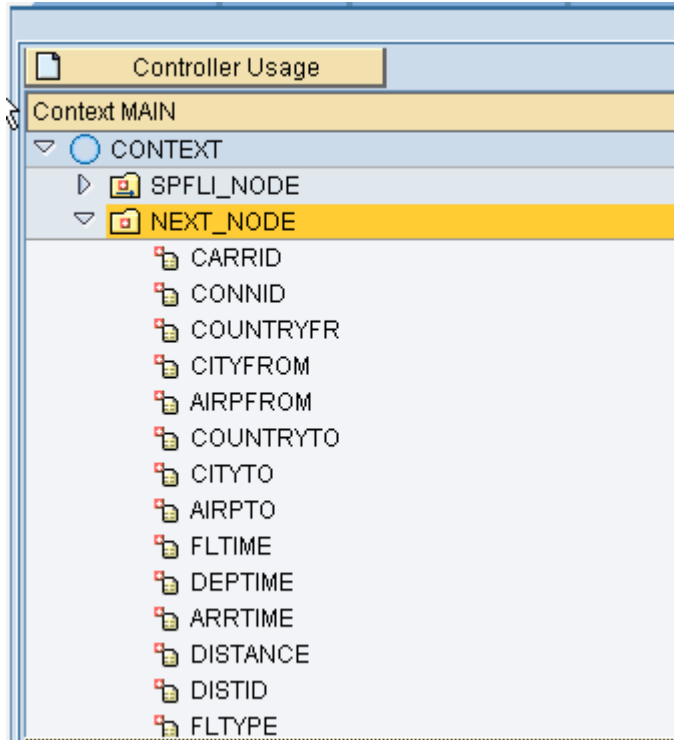 Controller Usage
Context MAIN
CONTEXT
SPFLI_NODE
NEXT_NODE
CARRID
CONNID
COUNTRYFR
CITYFROM
AIRPFROM
COUNTRYTO
CITYTO
AIRPTO
FLTIME
DEPTIME
ARRTIME
DISTANCE
DISTID
FLTYPE